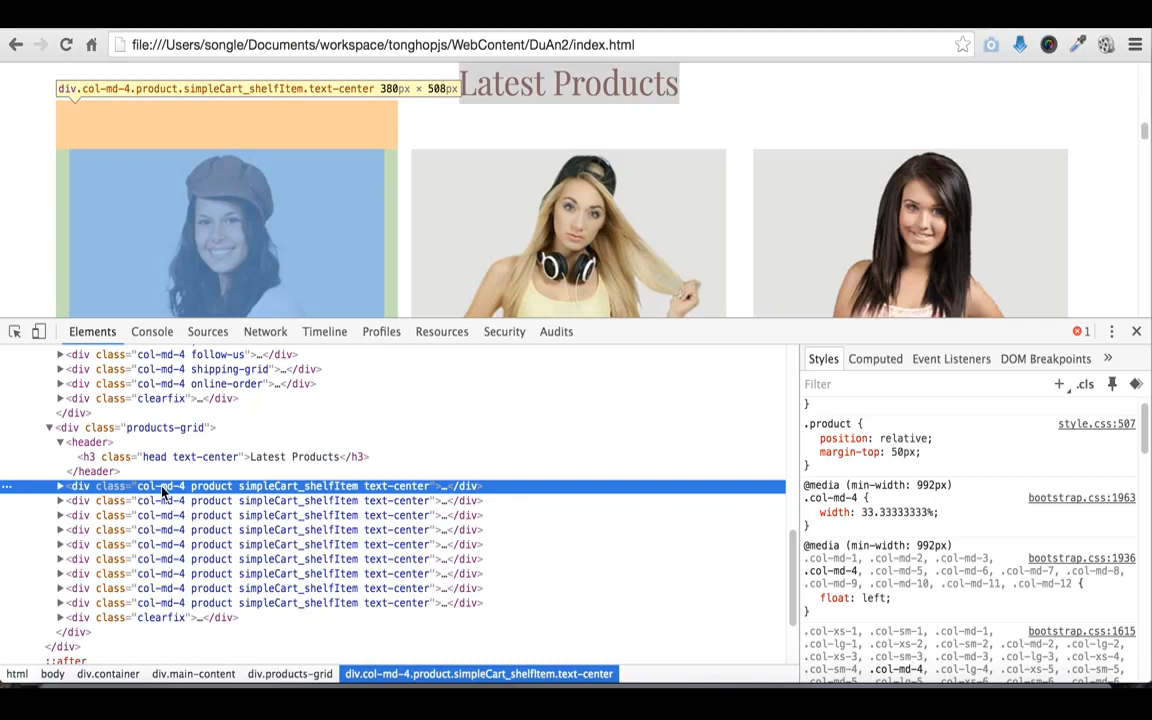 file:///Users/songle/Documents/workspace/tonghopjs/WebContent/DuAn2/index.html
Latest Products
div.col-md-4.product.simpleCart_shelfItem.text-center 380px × 508px
Elements Console Sources Network Timeline Profiles Resources Security Audits 1
▶<div class="col-md-4 follow-us">…</div>
▶<div class="col-md-4 shipping-grid">…</div>
▶<div class="col-md-4 online-order">…</div>
▶<div class="clearfix">…</div>
</div>
▼<div class="products-grid">
▼<header>
<h3 class="head text-center">Latest Products</h3>
</header>
▶<div class="col-md-4 product simpleCart_shelfItem text-center">…</div>
▶<div class="col-md-4 product simpleCart_shelfItem text-center">…</div>
▶<div class="col-md-4 product simpleCart_shelfItem text-center">…</div>
▶<div class="col-md-4 product simpleCart_shelfItem text-center">…</div>
▶<div class="col-md-4 product simpleCart_shelfItem text-center">…</div>
▶<div class="col-md-4 product simpleCart_shelfItem text-center">…</div>
▶<div class="col-md-4 product simpleCart_shelfItem text-center">…</div>
▶<div class="col-md-4 product simpleCart_shelfItem text-center">…</div>
▶<div class="col-md-4 product simpleCart_shelfItem text-center">…</div>
▶<div class="clearfix">…</div>
</div>
</div>
::after
html body div.container div.main-content div.products-grid div.col-md-4.product.simpleCart_shelfItem.text-center
Styles Computed Event Listeners DOM Breakpoints »
Filter + .cls
}
.product { style.css:507
position: relative;
margin-top: 50px;
}
@media (min-width: 992px)
.col-md-4 { bootstrap.css:1963
width: 33.33333333%;
}
@media (min-width: 992px)
.col-md-1, .col-md-2, .col-md-3, bootstrap.css:1936
.col-md-4, .col-md-5, .col-md-6, .col-md-7, .col-md-8,
.col-md-9, .col-md-10, .col-md-11, .col-md-12 {
float: left;
}
.col-xs-1, .col-sm-1, .col-md-1, bootstrap.css:1615
.col-lg-1, .col-xs-2, .col-sm-2, .col-md-2, .col-lg-2,
.col-xs-3, .col-sm-3, .col-md-3, .col-lg-3, .col-xs-4,
.col-sm-4, .col-md-4, .col-lg-4, .col-xs-5, .col-sm-5,